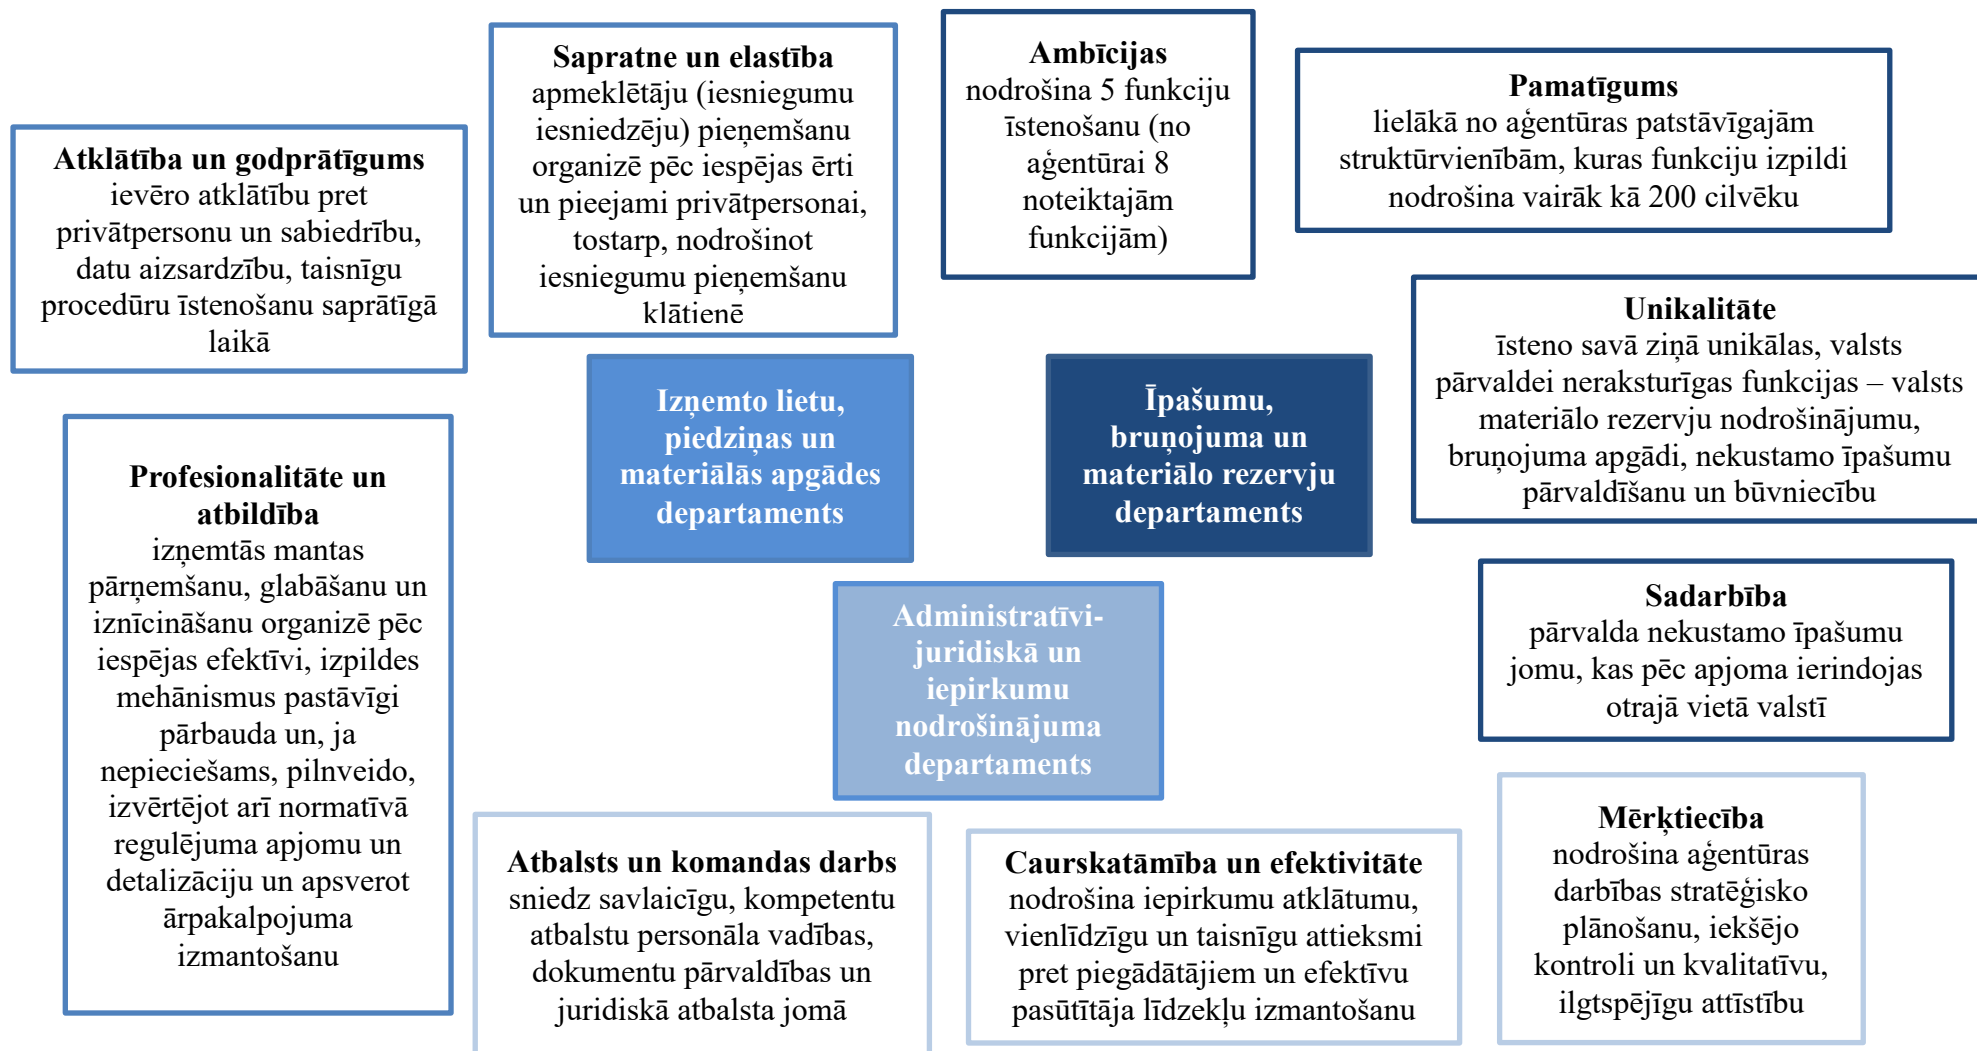 Atklātība un godprātīgums
ievēro atklātību pret
privātpersonu un sabiedrību,
datu aizsardzību, taisnīgu
procedūru īstenošanu saprātīgā
laikā
Sapratne un elastība
apmeklētāju (iesniegumu
iesniedzēju) pieņemšanu
organizē pēc iespējas ērti
un pieejami privātpersonai,
tostarp, nodrošinot
iesniegumu pieņemšanu
klātienē
Ambīcijas
nodrošina 5 funkciju
īstenošanu (no
aģentūrai 8
noteiktajām
funkcijām)
Pamatīgums
lielākā no aģentūras patstāvīgajām
struktūrvienībām, kuras funkciju izpildi
nodrošina vairāk kā 200 cilvēku
Unikalitāte
īsteno savā ziņā unikālas, valsts
pārvaldei neraksturīgas funkcijas – valsts
materiālo rezervju nodrošinājumu,
bruņojuma apgādi, nekustamo īpašumu
pārvaldīšanu un būvniecību
Izņemto lietu,
piedziņas un
materiālās apgādes
departaments
Īpašumu,
bruņojuma un
materiālo rezervju
departaments
Profesionalitāte un
atbildība
izņemtās mantas
pārņemšanu, glabāšanu un
iznīcināšanu organizē pēc
iespējas efektīvi, izpildes
mehānismus pastāvīgi
pārbauda un, ja
nepieciešams, pilnveido,
izvērtējot arī normatīvā
regulējuma apjomu un
detalizāciju un apsverot
ārpakalpojuma
izmantošanu
Administratīvi-
juridiskā un
iepirkumu
nodrošinājuma
departaments
Sadarbība
pārvalda nekustamo īpašumu
jomu, kas pēc apjoma ierindojas
otrajā vietā valstī
Atbalsts un komandas darbs
sniedz savlaicīgu, kompetentu
atbalstu personāla vadības,
dokumentu pārvaldības un
juridiskā atbalsta jomā
Caurskatāmība un efektivitāte
nodrošina iepirkumu atklātumu,
vienlīdzīgu un taisnīgu attieksmi
pret piegādātājiem un efektīvu
pasūtītāja līdzekļu izmantošanu
Mērķtiecība
nodrošina aģentūras
darbības stratēģisko
plānošanu, iekšējo
kontroli un kvalitatīvu,
ilgtspējīgu attīstību